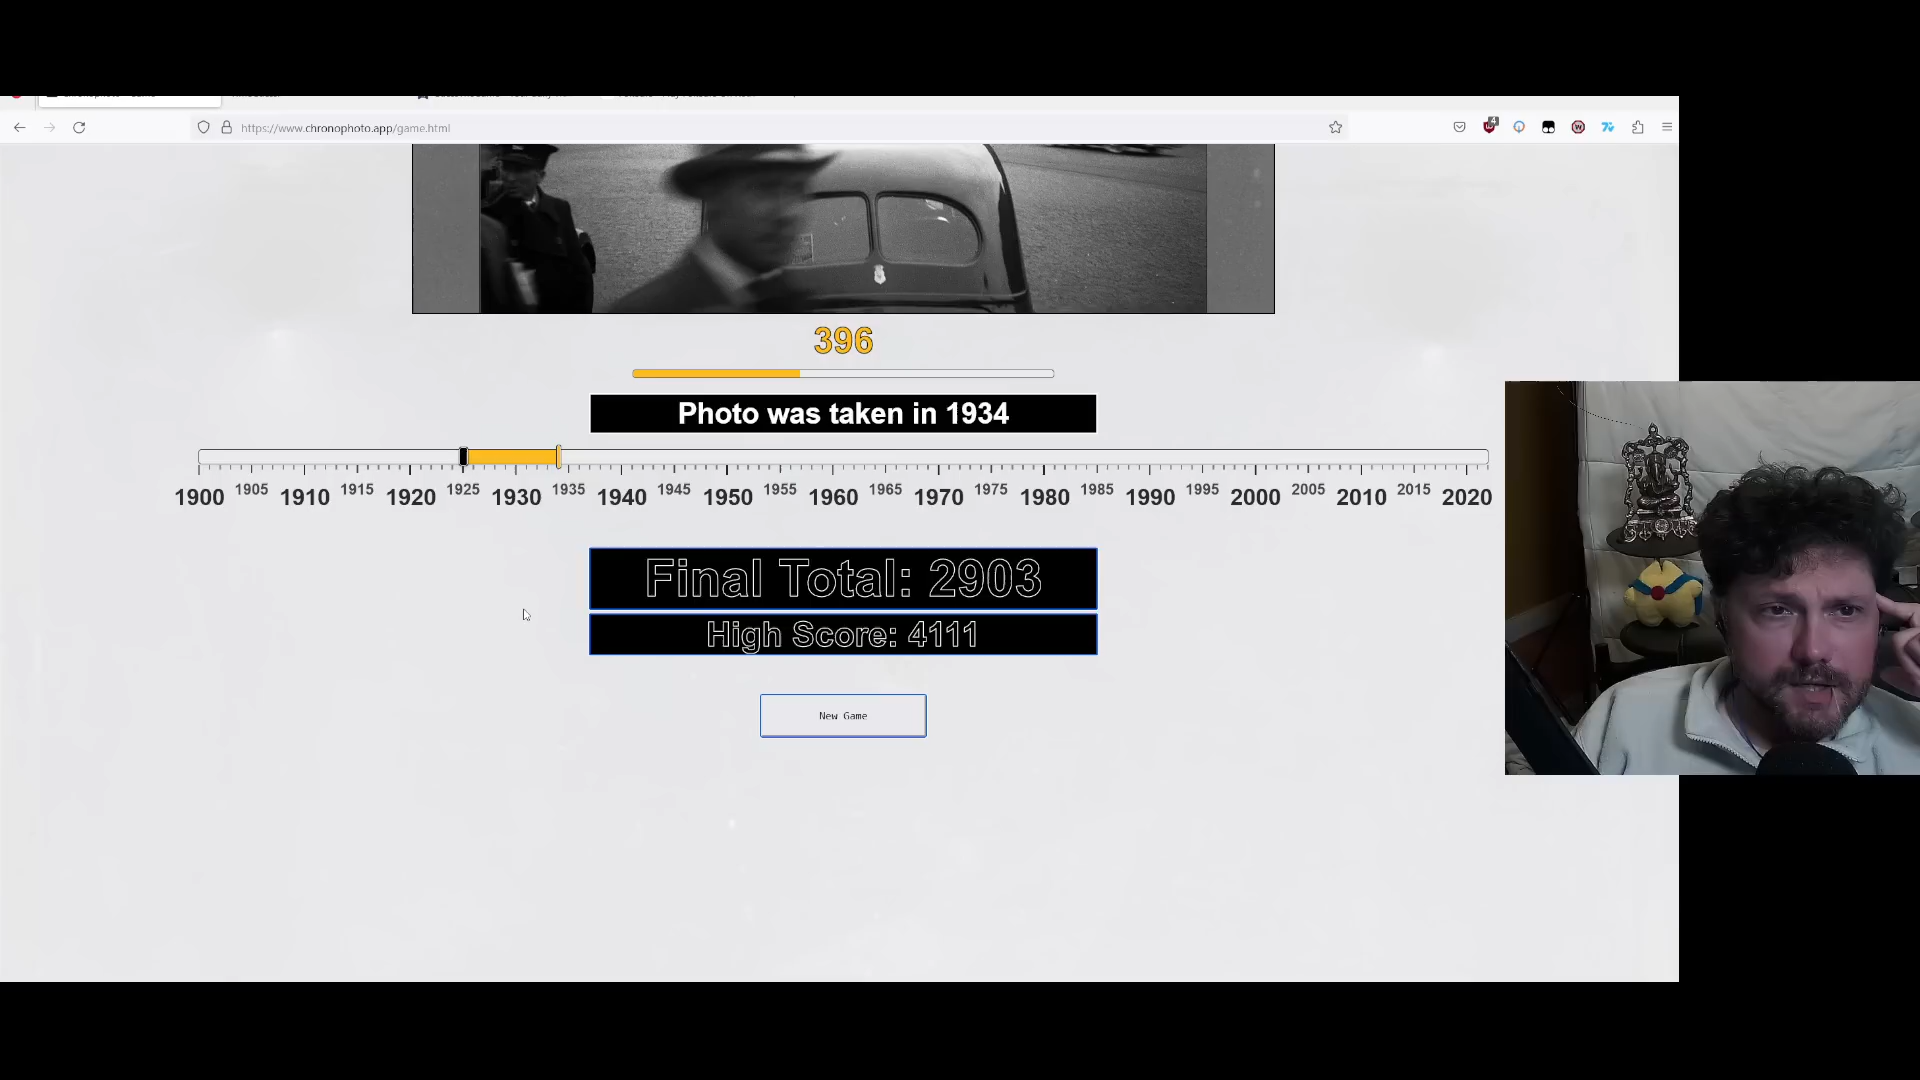 https://www.chronophoto.app/game.html
4
396
Photo was taken in 1934
1900 1905 1910 1915 1920 1925 1930 1935 1940 1945 1950 1955 1960 1965 1970 1975 1980 1985 1990 1995 2000 2005 2010 2015 2020
Final Total: 2903
High Score: 4111
New Game